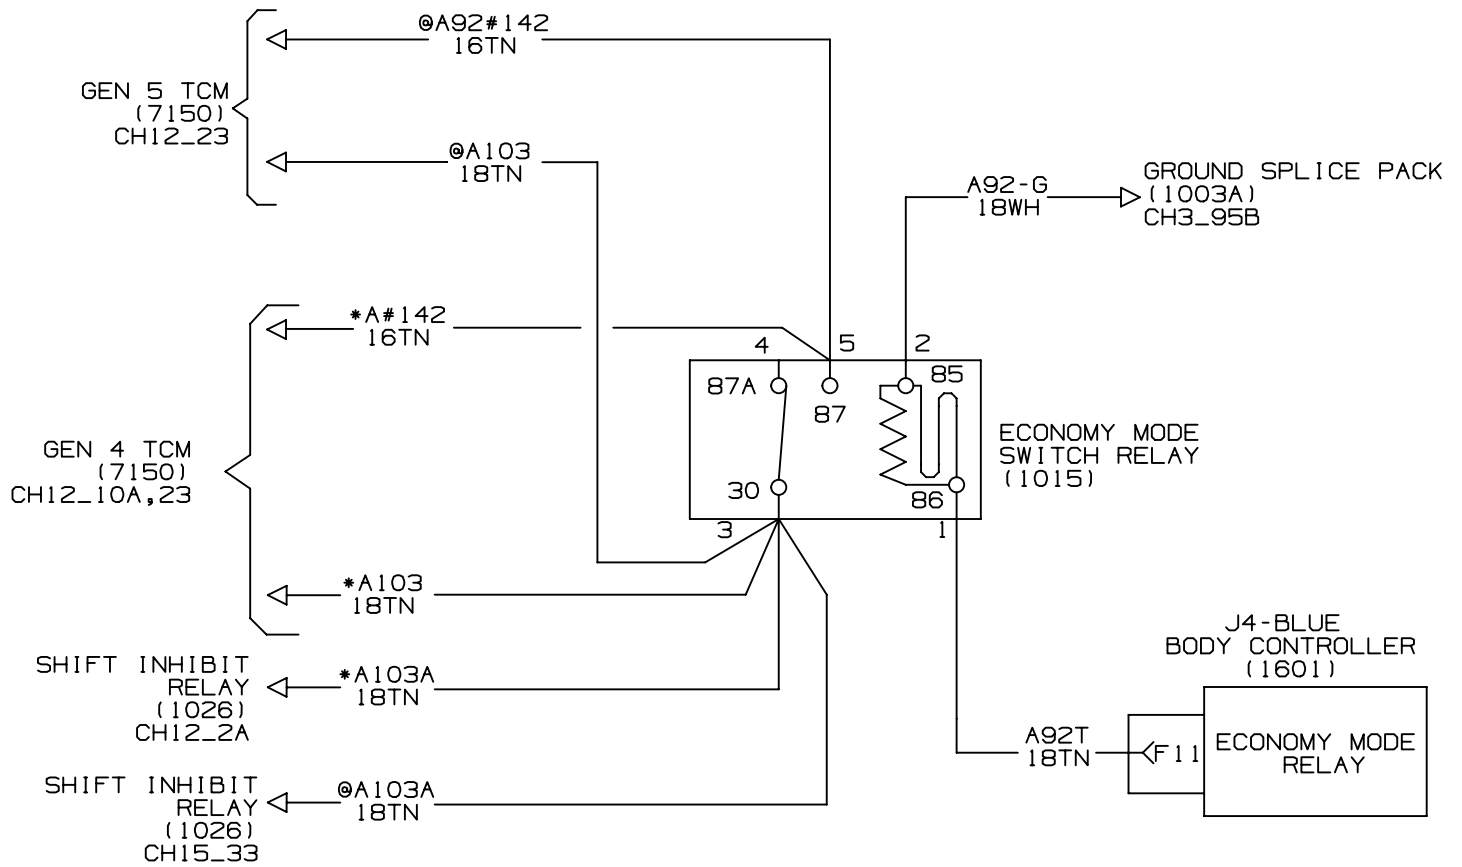 @A92#142
16TN
GEN 5 TCM
(7150)
CH12_23
@A103
18TN
A92-G
18WH
GROUND SPLICE PACK
(1003A)
CH3_95B
*A#142
16TN
4
5
2
87A
87
85
GEN 4 TCM
(7150)
CH12_10A,23
ECONOMY MODE
SWITCH RELAY
(1015)
30
86
3
1
*A103
18TN
J4-BLUE
BODY CONTROLLER
(1601)
SHIFT INHIBIT
RELAY
(1026)
CH12_2A
*A103A
18TN
A92T
18TN
F11
ECONOMY MODE
RELAY
SHIFT INHIBIT
RELAY
(1026)
CH15_33
@A103A
18TN